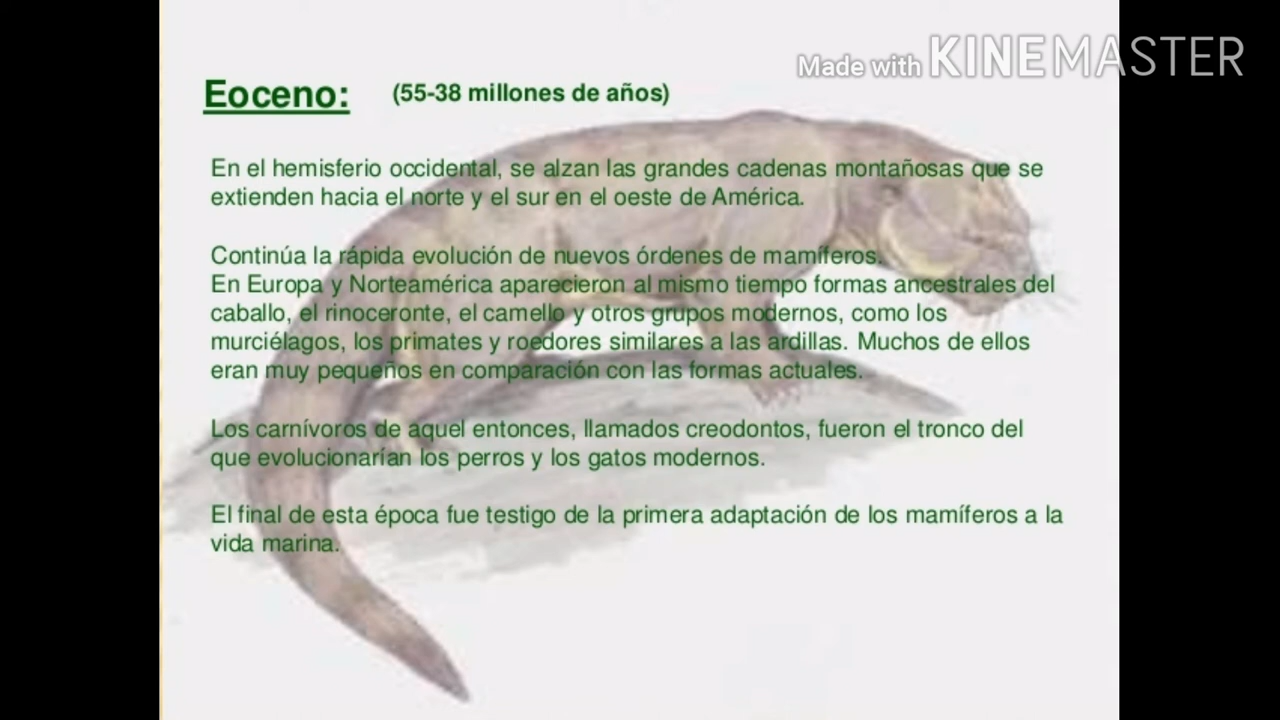 Made with KINEMASTER
Eoceno: (55-38 millones de años)
En el hemisferio occidental, se alzan las grandes cadenas montañosas que se
extienden hacia el norte y el sur en el oeste de América.
Continúa la rápida evolución de nuevos órdenes de mamíferos.
En Europa y Norteamérica aparecieron al mismo tiempo formas ancestrales del
caballo, el rinoceronte, el camello y otros grupos modernos, como los
murciélagos, los primates y roedores similares a las ardillas. Muchos de ellos
eran muy pequeños en comparación con las formas actuales.
Los carnívoros de aquel entonces, llamados creodontos, fueron el tronco del
que evolucionarían los perros y los gatos modernos.
El final de esta época fue testigo de la primera adaptación de los mamíferos a la
vida marina.